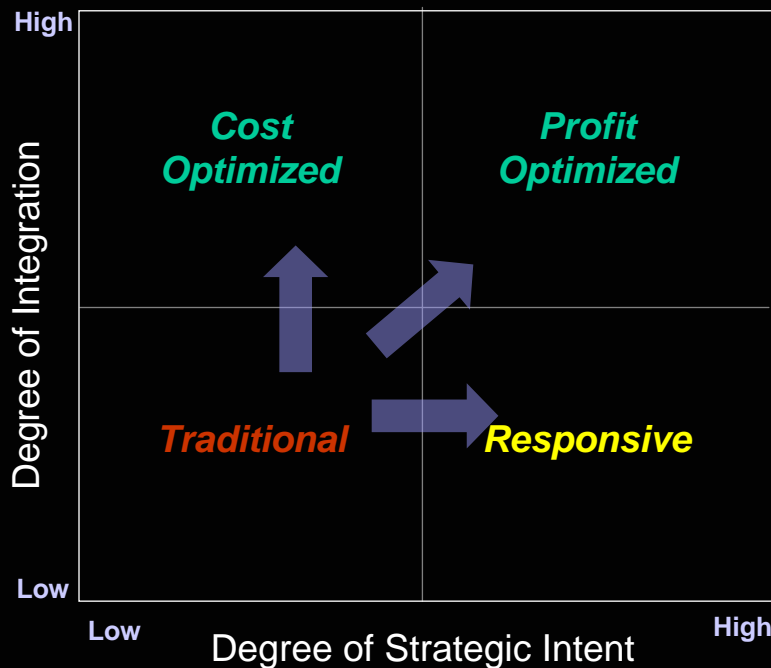 High
Cost
Optimized
Profit
Optimized
Degree of Integration
Traditional
Responsive
Low
Low
Degree of Strategic Intent
High